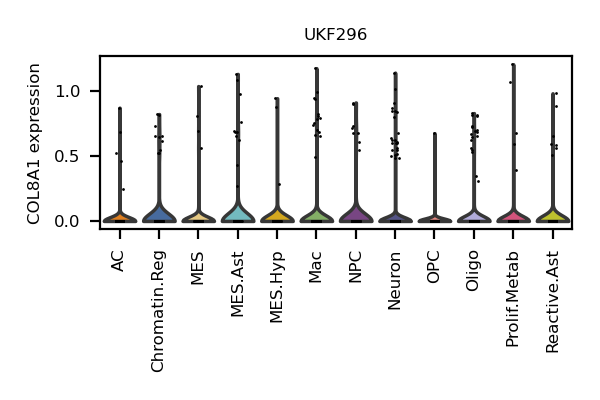 UKF296
COL8A1 expression
1.0
0.5
0.0
AC
Chromatin.Reg
MES
MES.Ast
MES.Hyp
Mac
NPC
Neuron
OPC
Oligo
Prolif.Metab
Reactive.Ast